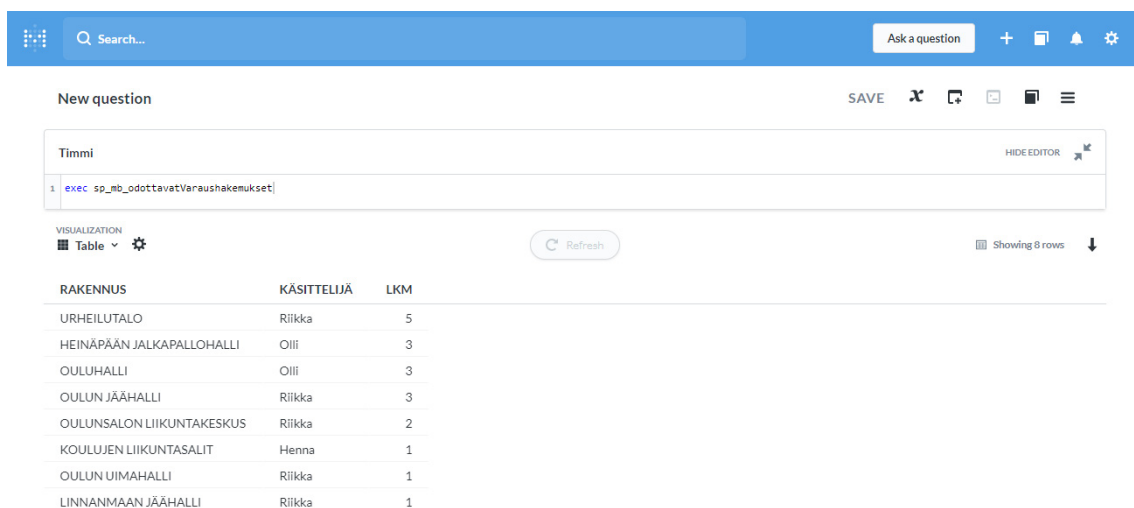 Search...
Ask a question
New question
SAVE
Timmi
HIDE EDITOR
1 exec sp_mb_odottavatVaraushakemukset
VISUALIZATION
Table
Refresh
Showing 8 rows
RAKENNUS KÄSITTELIJÄ LKM
URHEILUTALO Riikka 5
HEINÄPÄÄN JALKAPALLOHALLI Olli 3
OULUHALLI Olli 3
OULUN JÄÄHALLI Riikka 3
OULUNSALON LIIKUNTAKESKUS Riikka 2
KOULUJEN LIIKUNTASALIT Henna 1
OULUN UIMAHALLI Riikka 1
LINNANMAAN JÄÄHALLI Riikka 1